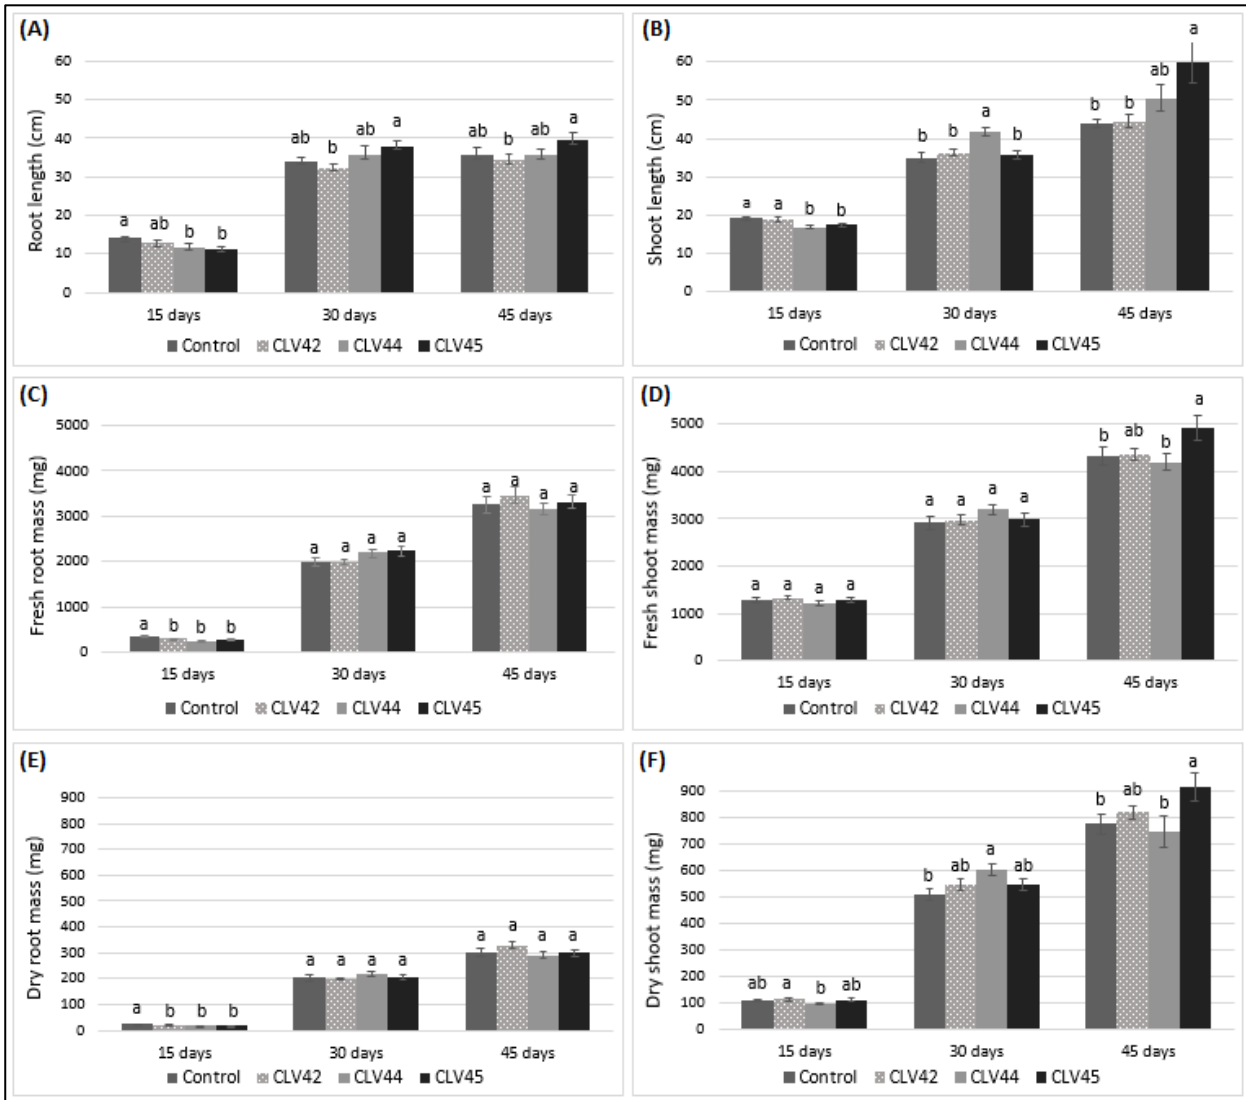 (A)
Root length (cm)
60
50
40
30
20
10
0
a ab b b
ab b ab a
ab b ab a
15 days 30 days 45 days
Control CLV42 CLV44 CLV45
(B)
Shoot length (cm)
60
50
40
30
20
10
0
a a b b
b b a b
b b ab a
15 days 30 days 45 days
Control CLV42 CLV44 CLV45
(C)
Fresh root mass (mg)
5000
4000
3000
2000
1000
0
a b b b
a a a a
a a a a
15 days 30 days 45 days
Control CLV42 CLV44 CLV45
(D)
Fresh shoot mass (mg)
5000
4000
3000
2000
1000
0
a a a a
a a a a
b ab b a
15 days 30 days 45 days
Control CLV42 CLV44 CLV45
(E)
Dry root mass (mg)
900
800
700
600
500
400
300
200
100
0
a b b b
a a a a
a a a a
15 days 30 days 45 days
Control CLV42 CLV44 CLV45
(F)
Dry shoot mass (mg)
900
800
700
600
500
400
300
200
100
0
ab a b ab
b ab a ab
b ab b a
15 days 30 days 45 days
Control CLV42 CLV44 CLV45